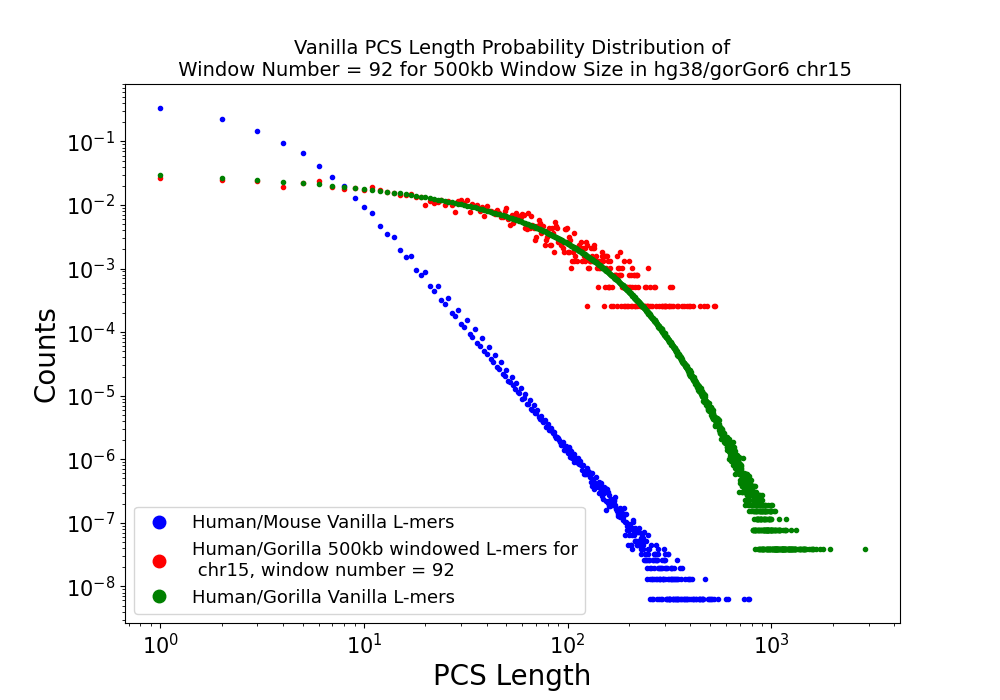 Vanilla PCS Length Probability Distribution of
Window Number = 92 for 500kb Window Size in hg38/gorGor6 chr15
Counts
10⁻¹
10⁻²
10⁻³
10⁻⁴
10⁻⁵
10⁻⁶
10⁻⁷
10⁻⁸
Human/Mouse Vanilla L-mers
Human/Gorilla 500kb windowed L-mers for
chr15, window number = 92
Human/Gorilla Vanilla L-mers
10⁰ 10¹ 10² 10³
PCS Length